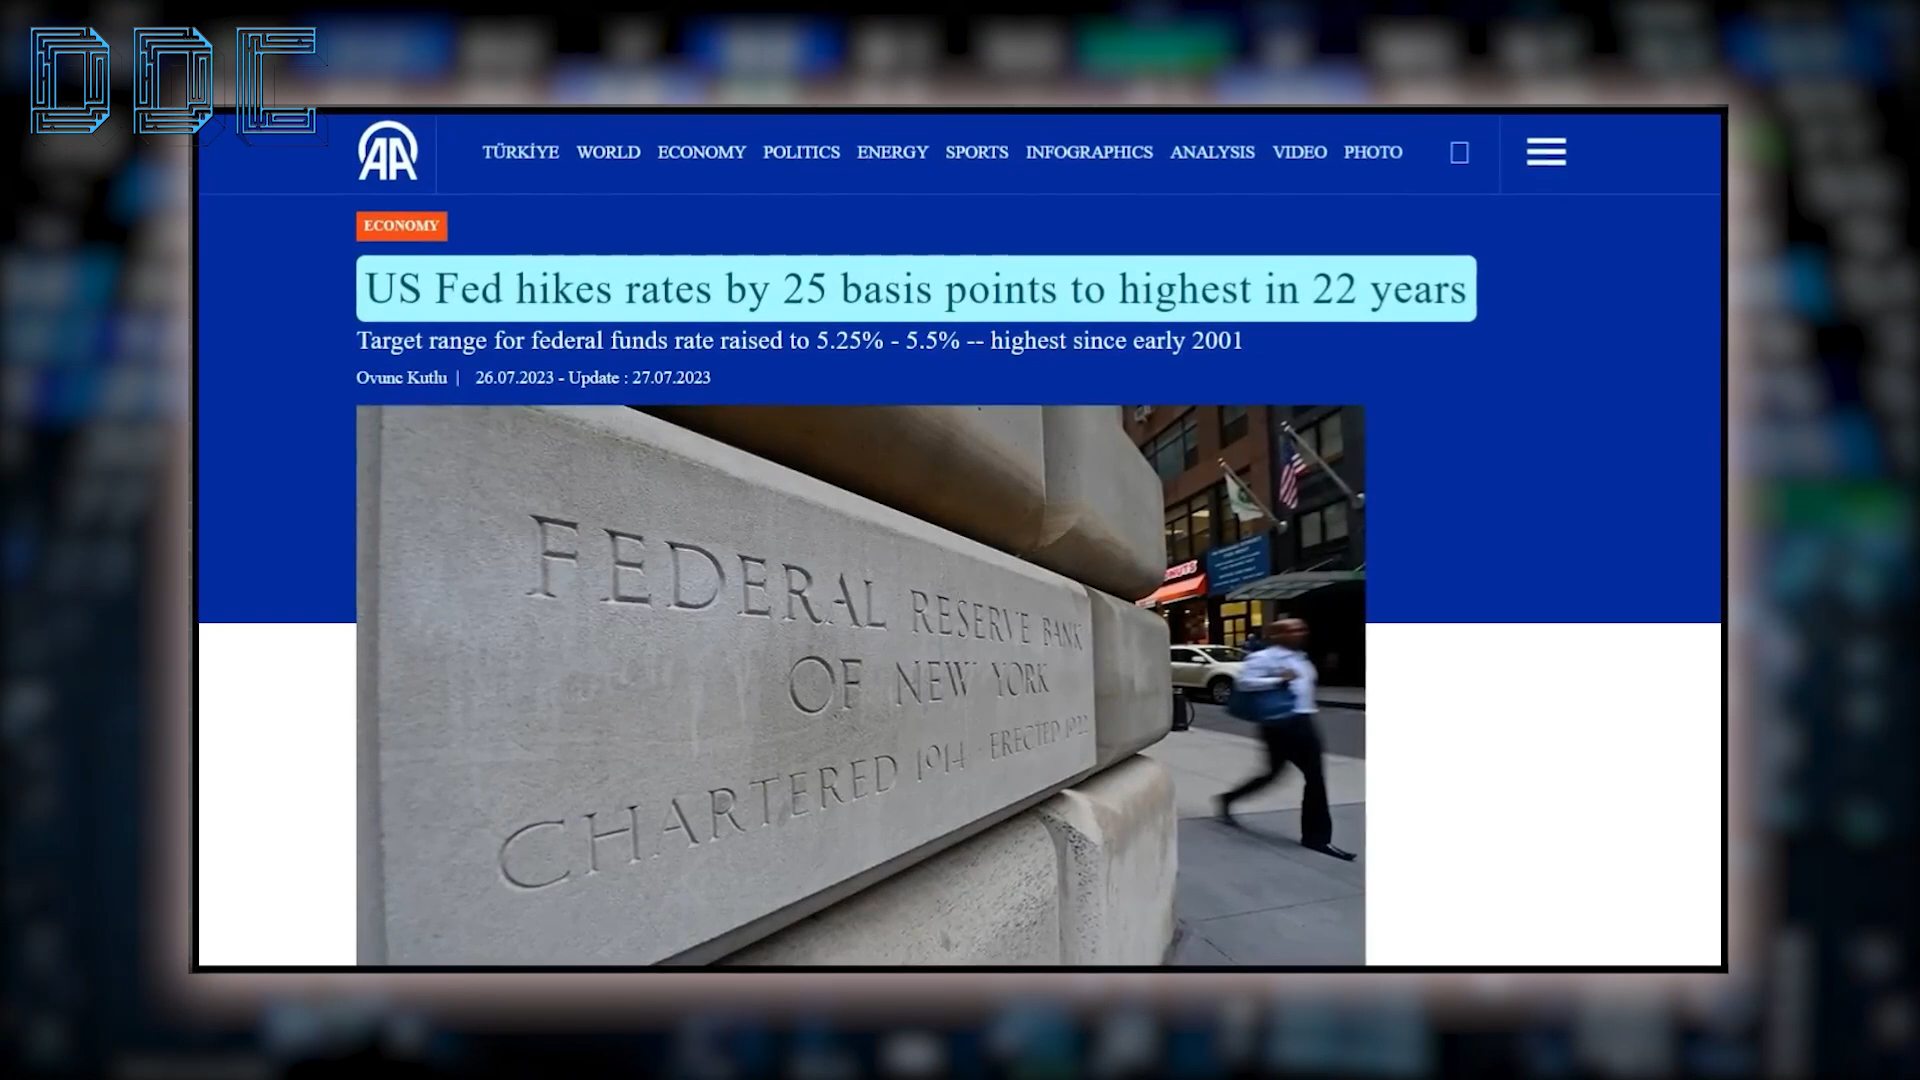 DDC
AA
TÜRKİYE WORLD ECONOMY POLITICS ENERGY SPORTS INFOGRAPHICS ANALYSIS VIDEO PHOTO
ECONOMY
US Fed hikes rates by 25 basis points to highest in 22 years
Target range for federal funds rate raised to 5.25% - 5.5% -- highest since early 2001
Ovunc Kutlu | 26.07.2023 - Update : 27.07.2023
FEDERAL RESERVE BANK
OF NEW YORK
CHARTERED 1914 · ERECTED 1922